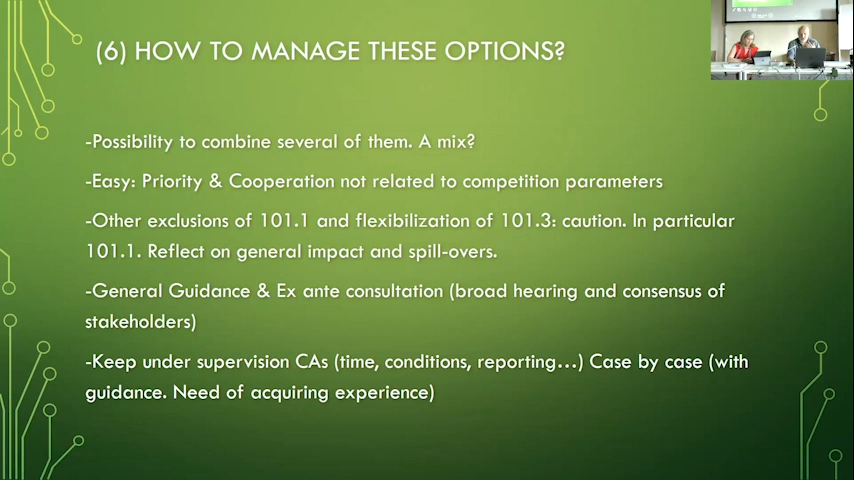 (6) HOW TO MANAGE THESE OPTIONS?
-Possibility to combine several of them. A mix?
-Easy: Priority & Cooperation not related to competition parameters
-Other exclusions of 101.1 and flexibilization of 101.3: caution. In particular
101.1. Reflect on general impact and spill-overs.
-General Guidance & Ex ante consultation (broad hearing and consensus of
stakeholders)
-Keep under supervision CAs (time, conditions, reporting...) Case by case (with
guidance. Need of acquiring experience)